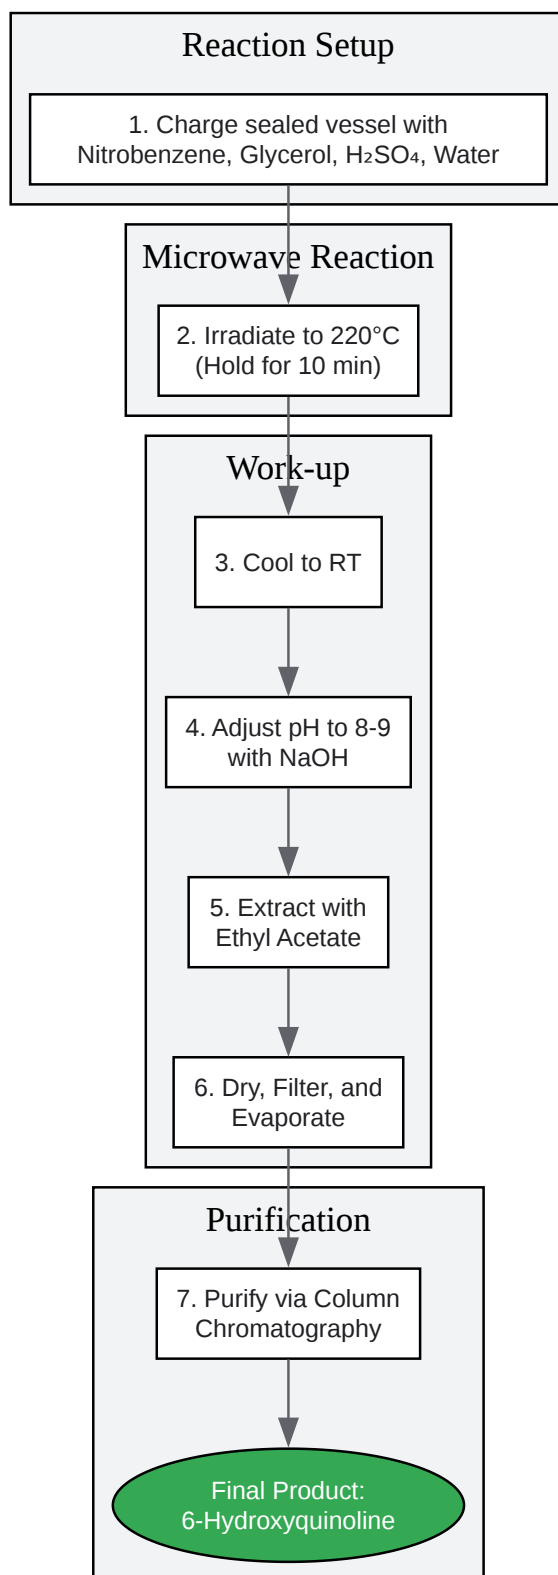 Reaction Setup
1. Charge sealed vessel with
Nitrobenzene, Glycerol, H₂SO₄, Water
Microwave Reaction
2. Irradiate to 220°C
(Hold for 10 min)
Work-up
3. Cool to RT
4. Adjust pH to 8-9
with NaOH
5. Extract with
Ethyl Acetate
6. Dry, Filter, and
Evaporate
Purification
7. Purify via Column
Chromatography
Final Product:
6-Hydroxyquinoline